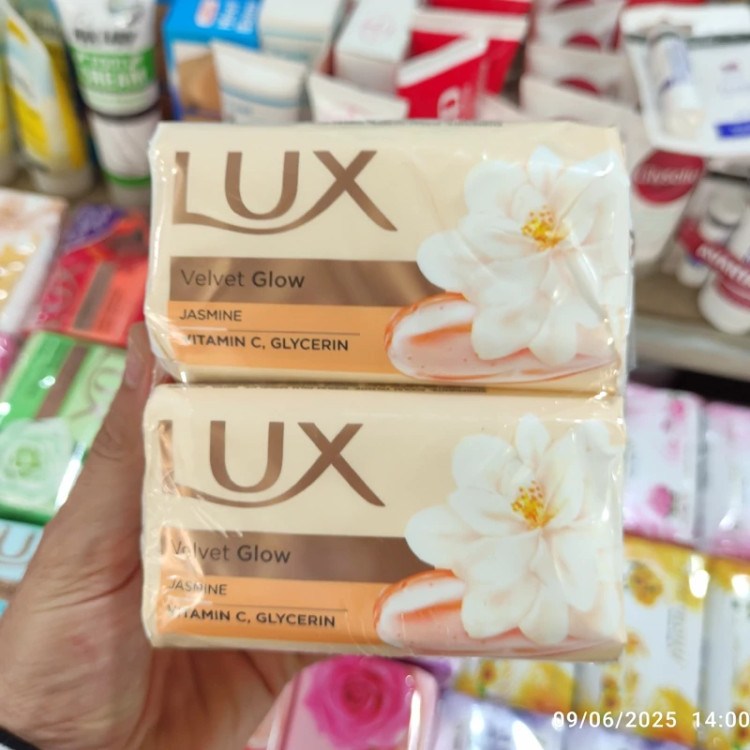 LUX
Velvet Glow
JASMINE
VITAMIN C, GLYCERIN
LUX
Velvet Glow
JASMINE
VITAMIN C, GLYCERIN
09/06/2025 14:00